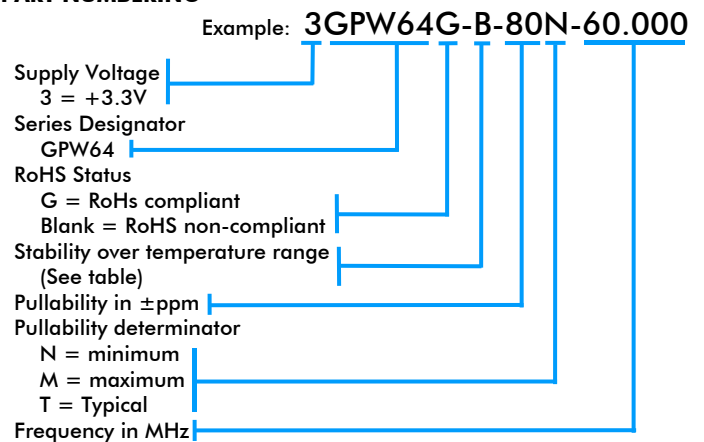 Example: 3GPW64G-B-80N-60.000
Supply Voltage
3 = +3.3V
Series Designator
GPW64
RoHS Status
G = RoHs compliant
Blank = RoHS non-compliant
Stability over temperature range
(See table)
Pullability in ±ppm
Pullability determinator
N = minimum
M = maximum
T = Typical
Frequency in MHz